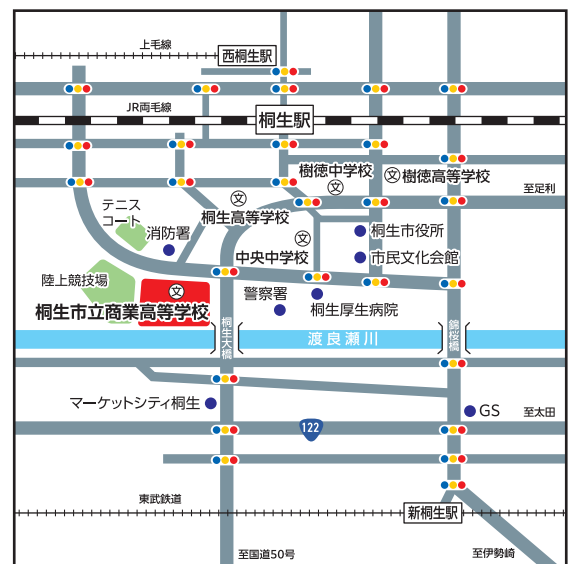 上毛線
西桐生駅
JR両毛線
桐生駅
樹徳中学校
文
文
樹徳高等学校
至足利
文
桐生高等学校
テニス
コート
消防署
文
中央中学校
桐生市役所
市民文化会館
陸上競技場
文
桐生市立商業高等学校
警察署
桐生厚生病院
桐生大橋
渡良瀬川
錦桜橋
マーケットシティ桐生
GS
至太田
122
東武鉄道
新桐生駅
至国道50号
至伊勢崎